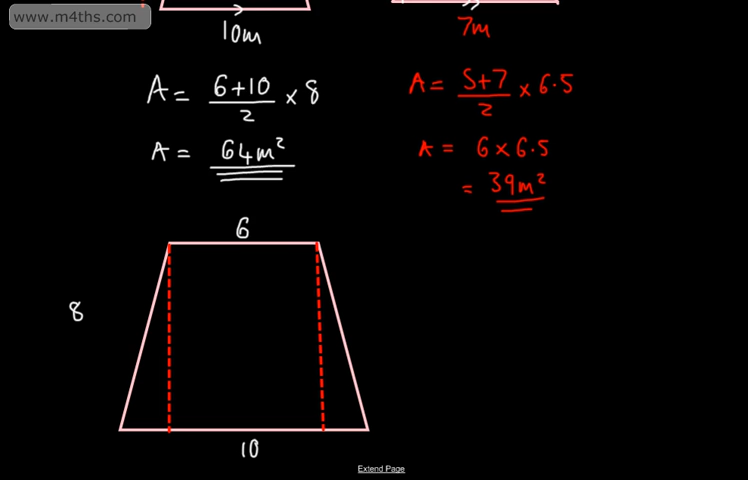 www.m4ths.com
10m
7m
A = 6+10/2 × 8
A = 5+7/2 × 6.5
A = 64m²
A = 6 × 6.5
= 39m²
6
8
10
Extend Page